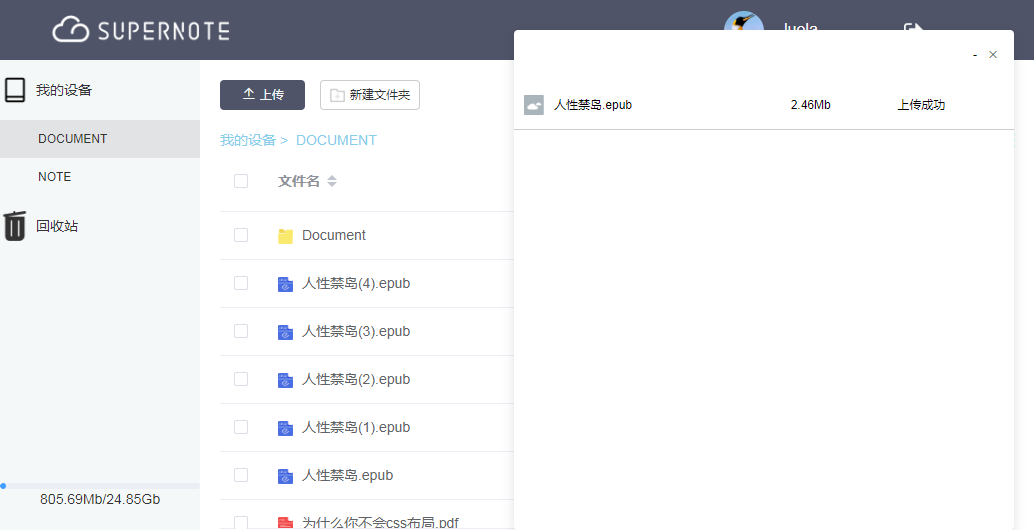 SUPERNOTE
luola
我的设备
DOCUMENT
NOTE
回收站
805.69Mb/24.85Gb
上传
新建文件夹
我的设备 > DOCUMENT
文件名
Document
人性禁岛(4).epub
人性禁岛(3).epub
人性禁岛(2).epub
人性禁岛(1).epub
人性禁岛.epub
为什么你不会css布局.pdf
人性禁岛.epub 2.46Mb 上传成功